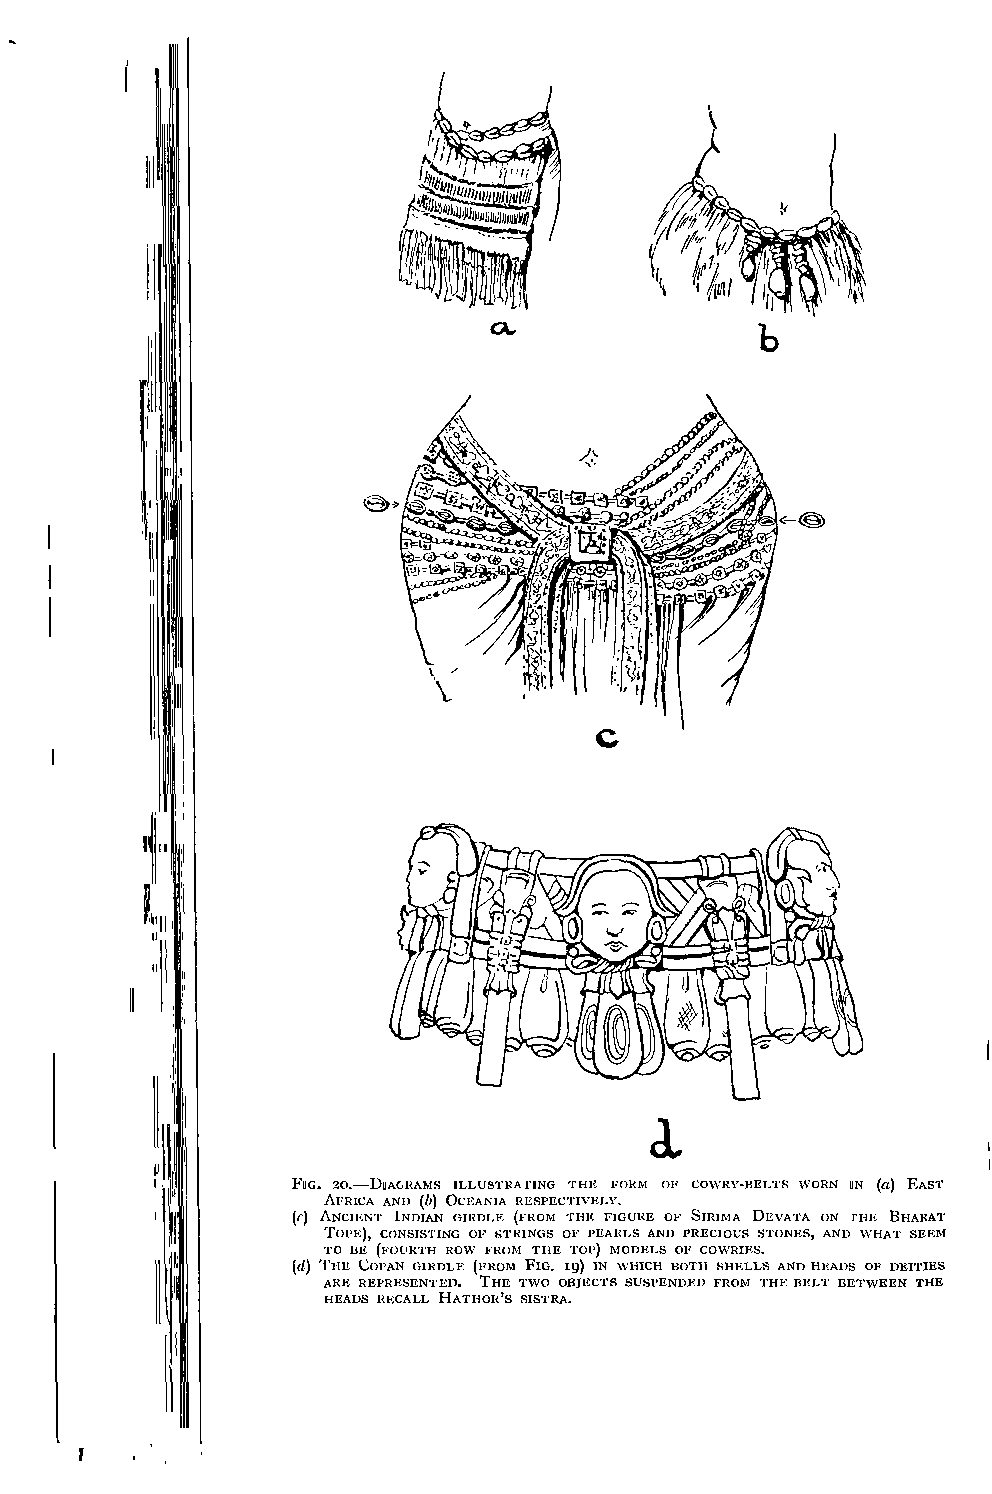 a
b
c
d
Fig. 20.—Diagrams illustrating the form of cowry-belts worn in (a) East
Africa and (b) Oceania respectively.
(c) Ancient Indian girdle (from the figure of Sirima Devata on the Bharat
Tope), consisting of strings of pearls and precious stones, and what seem
to be (fourth row from the top) models of cowries.
(d) The Copan girdle (from Fig. 19) in which both shells and heads of deities
are represented. The two objects suspended from the belt between the
heads recall Hathor's sistra.